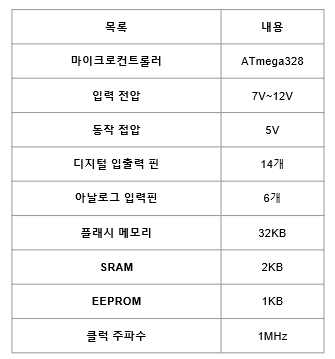 목록 내용
마이크로컨트롤러 ATmega328
입력 전압 7V~12V
동작 접압 5V
디지털 입출력 핀 14개
아날로그 입력핀 6개
플래시 메모리 32KB
SRAM 2KB
EEPROM 1KB
클럭 주파수 1MHz